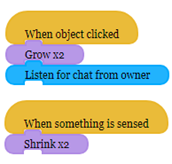 When object clicked
Grow x2
Listen for chat from owner
When something is sensed
Shrink x2